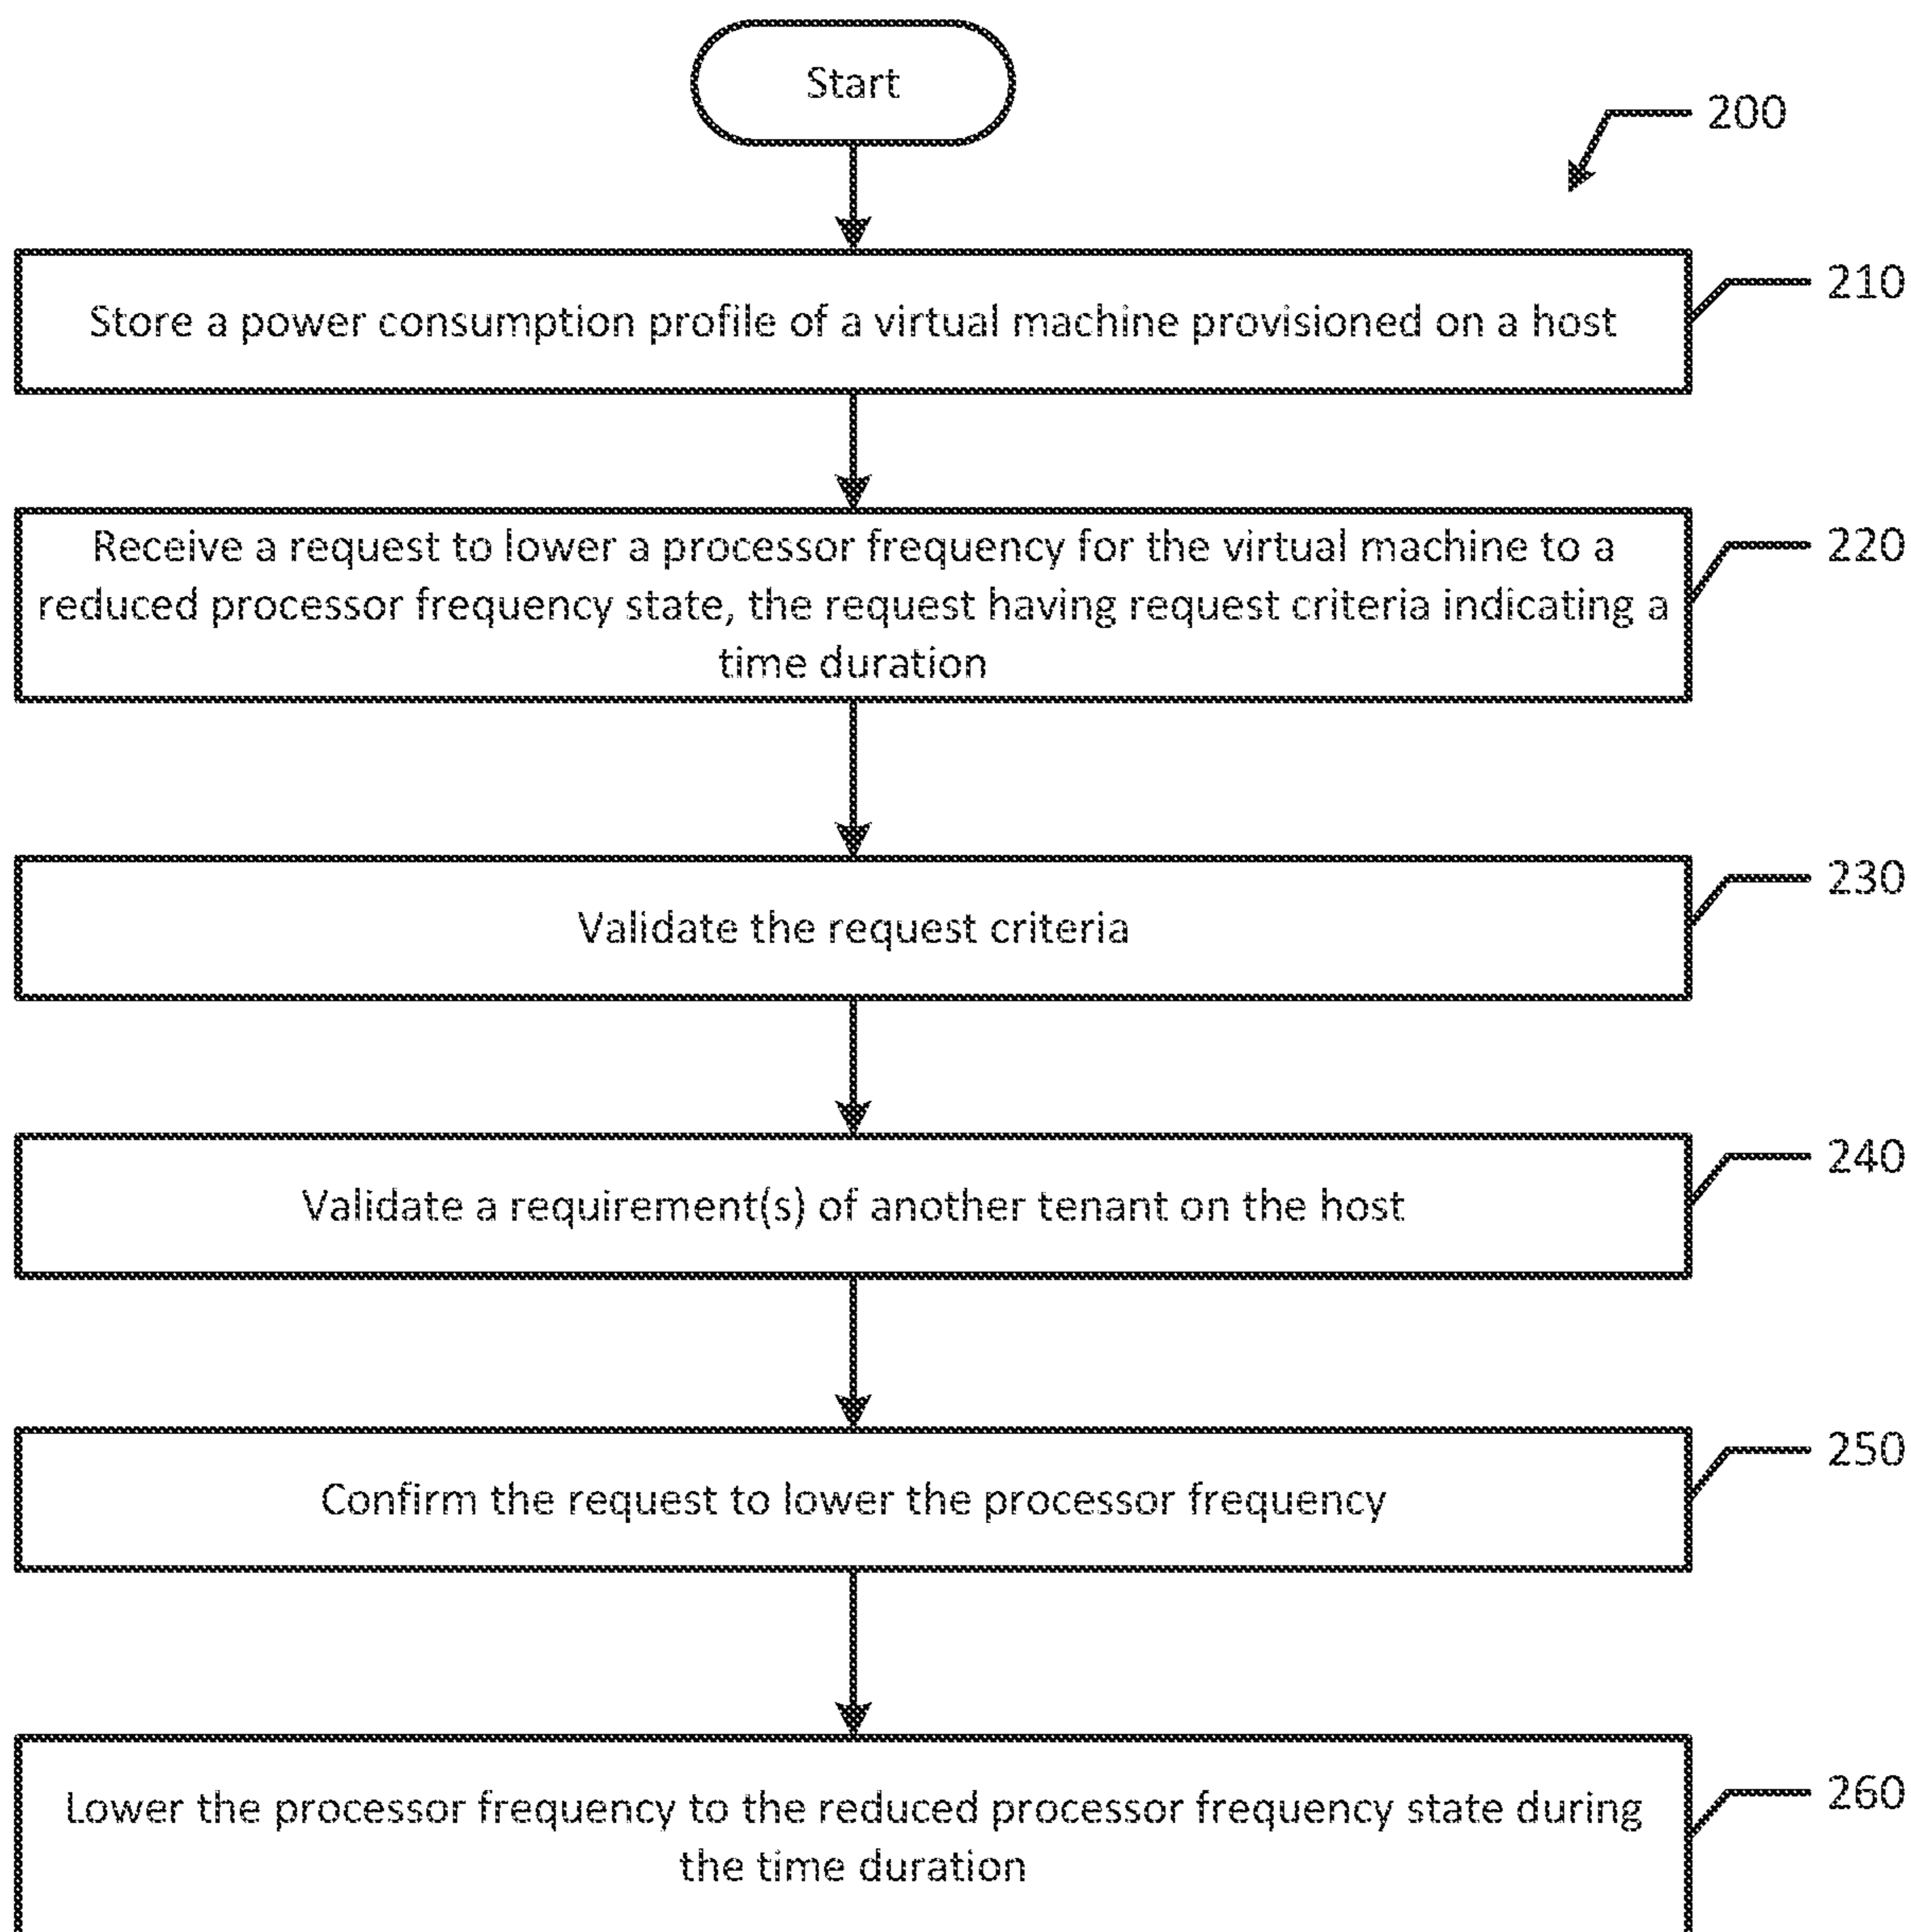 Start
200
Store a power consumption profile of a virtual machine provisioned on a host
210
Receive a request to lower a processor frequency for the virtual machine to a
reduced processor frequency state, the request having request criteria indicating a
time duration
220
Validate the request criteria
230
Validate a requirement(s) of another tenant on the host
240
Confirm the request to lower the processor frequency
250
Lower the processor frequency to the reduced processor frequency state during
the time duration
260